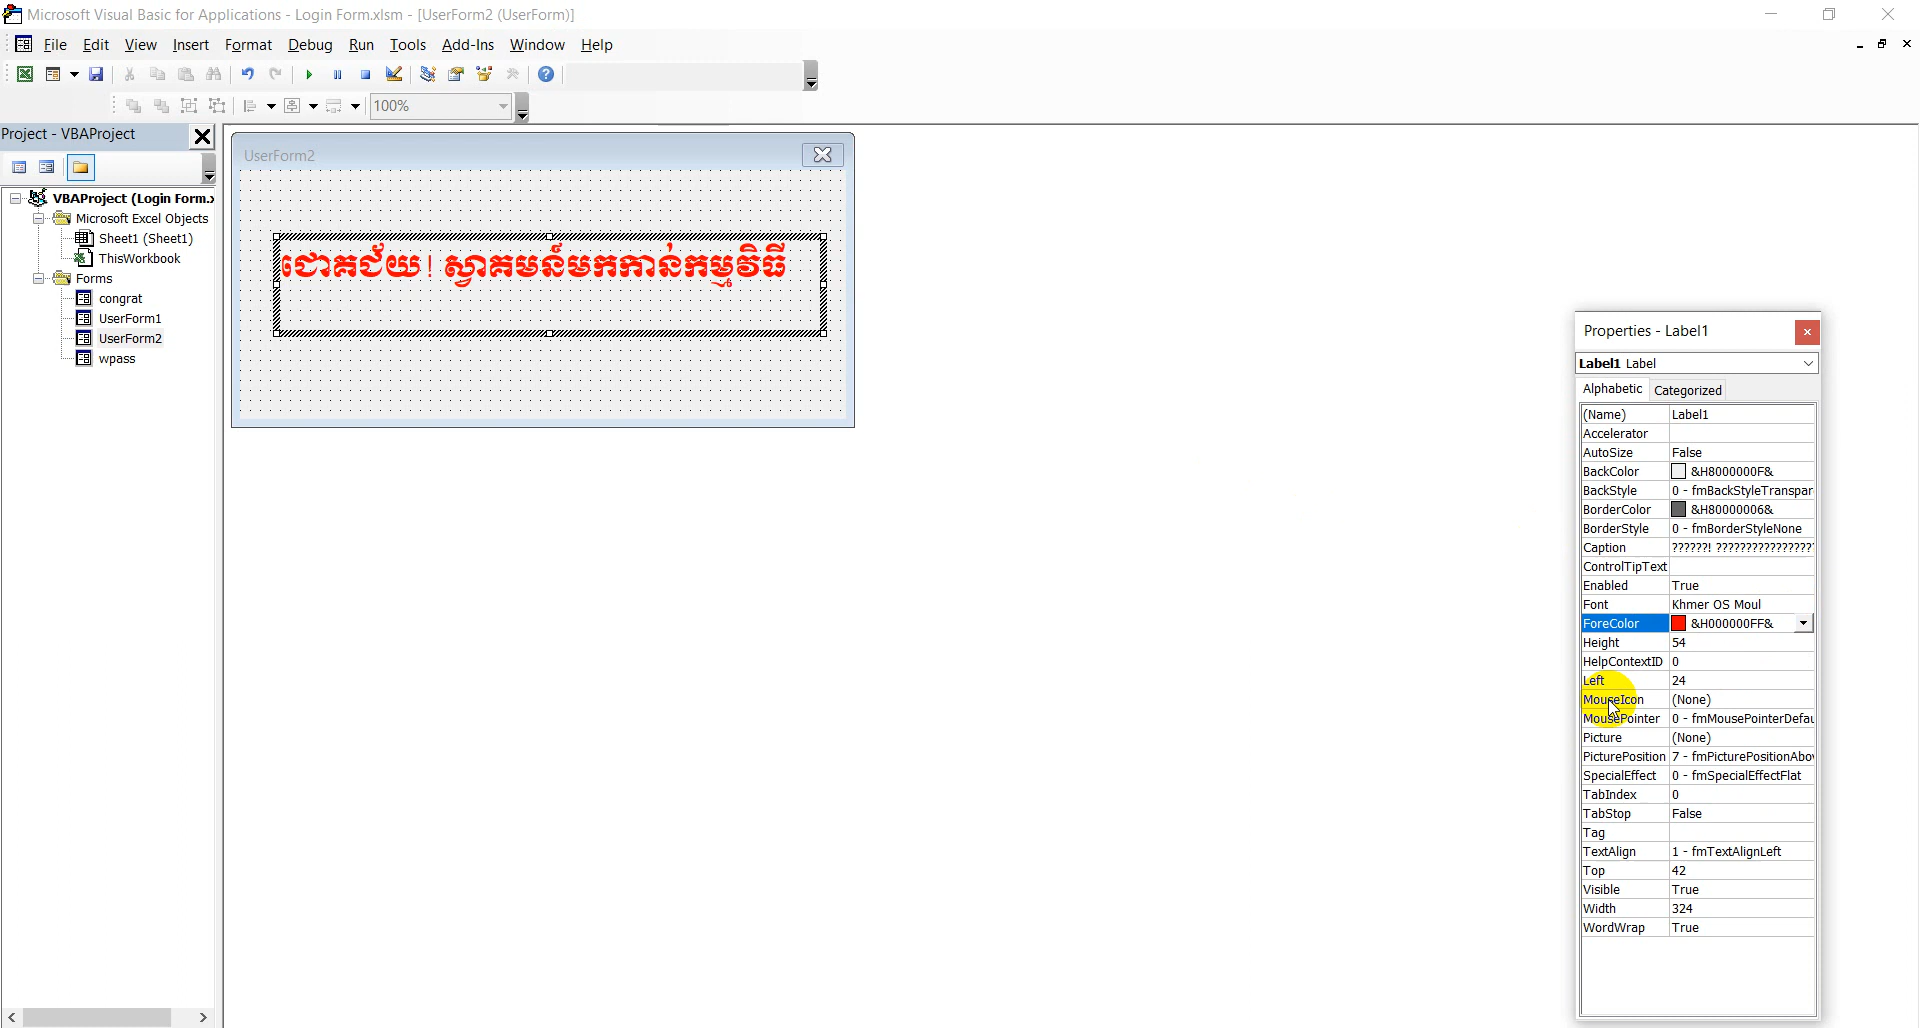 Microsoft Visual Basic for Applications - Login Form.xlsm - [UserForm2 (UserForm)]
File Edit View Insert Format Debug Run Tools Add-Ins Window Help
100%
Project - VBAProject
VBAProject (Login Form.x
Microsoft Excel Objects
Sheet1 (Sheet1)
ThisWorkbook
Forms
congrat
UserForm1
UserForm2
wpass
UserForm2
ជោគជ័យ! ស្វាគមន៍មកកាន់កម្មវិធី
Properties - Label1
Label1 Label
Alphabetic Categorized
(Name) Label1
Accelerator
AutoSize False
BackColor &H8000000F&
BackStyle 0 - fmBackStyleTranspar
BorderColor &H80000006&
BorderStyle 0 - fmBorderStyleNone
Caption ??????! ?????????????????
ControlTipText
Enabled True
Font Khmer OS Moul
ForeColor &H000000FF&
Height 54
HelpContextID 0
Left 24
MouseIcon (None)
MousePointer 0 - fmMousePointerDefau
Picture (None)
PicturePosition 7 - fmPicturePositionAbov
SpecialEffect 0 - fmSpecialEffectFlat
TabIndex 0
TabStop False
Tag
TextAlign 1 - fmTextAlignLeft
Top 42
Visible True
Width 324
WordWrap True